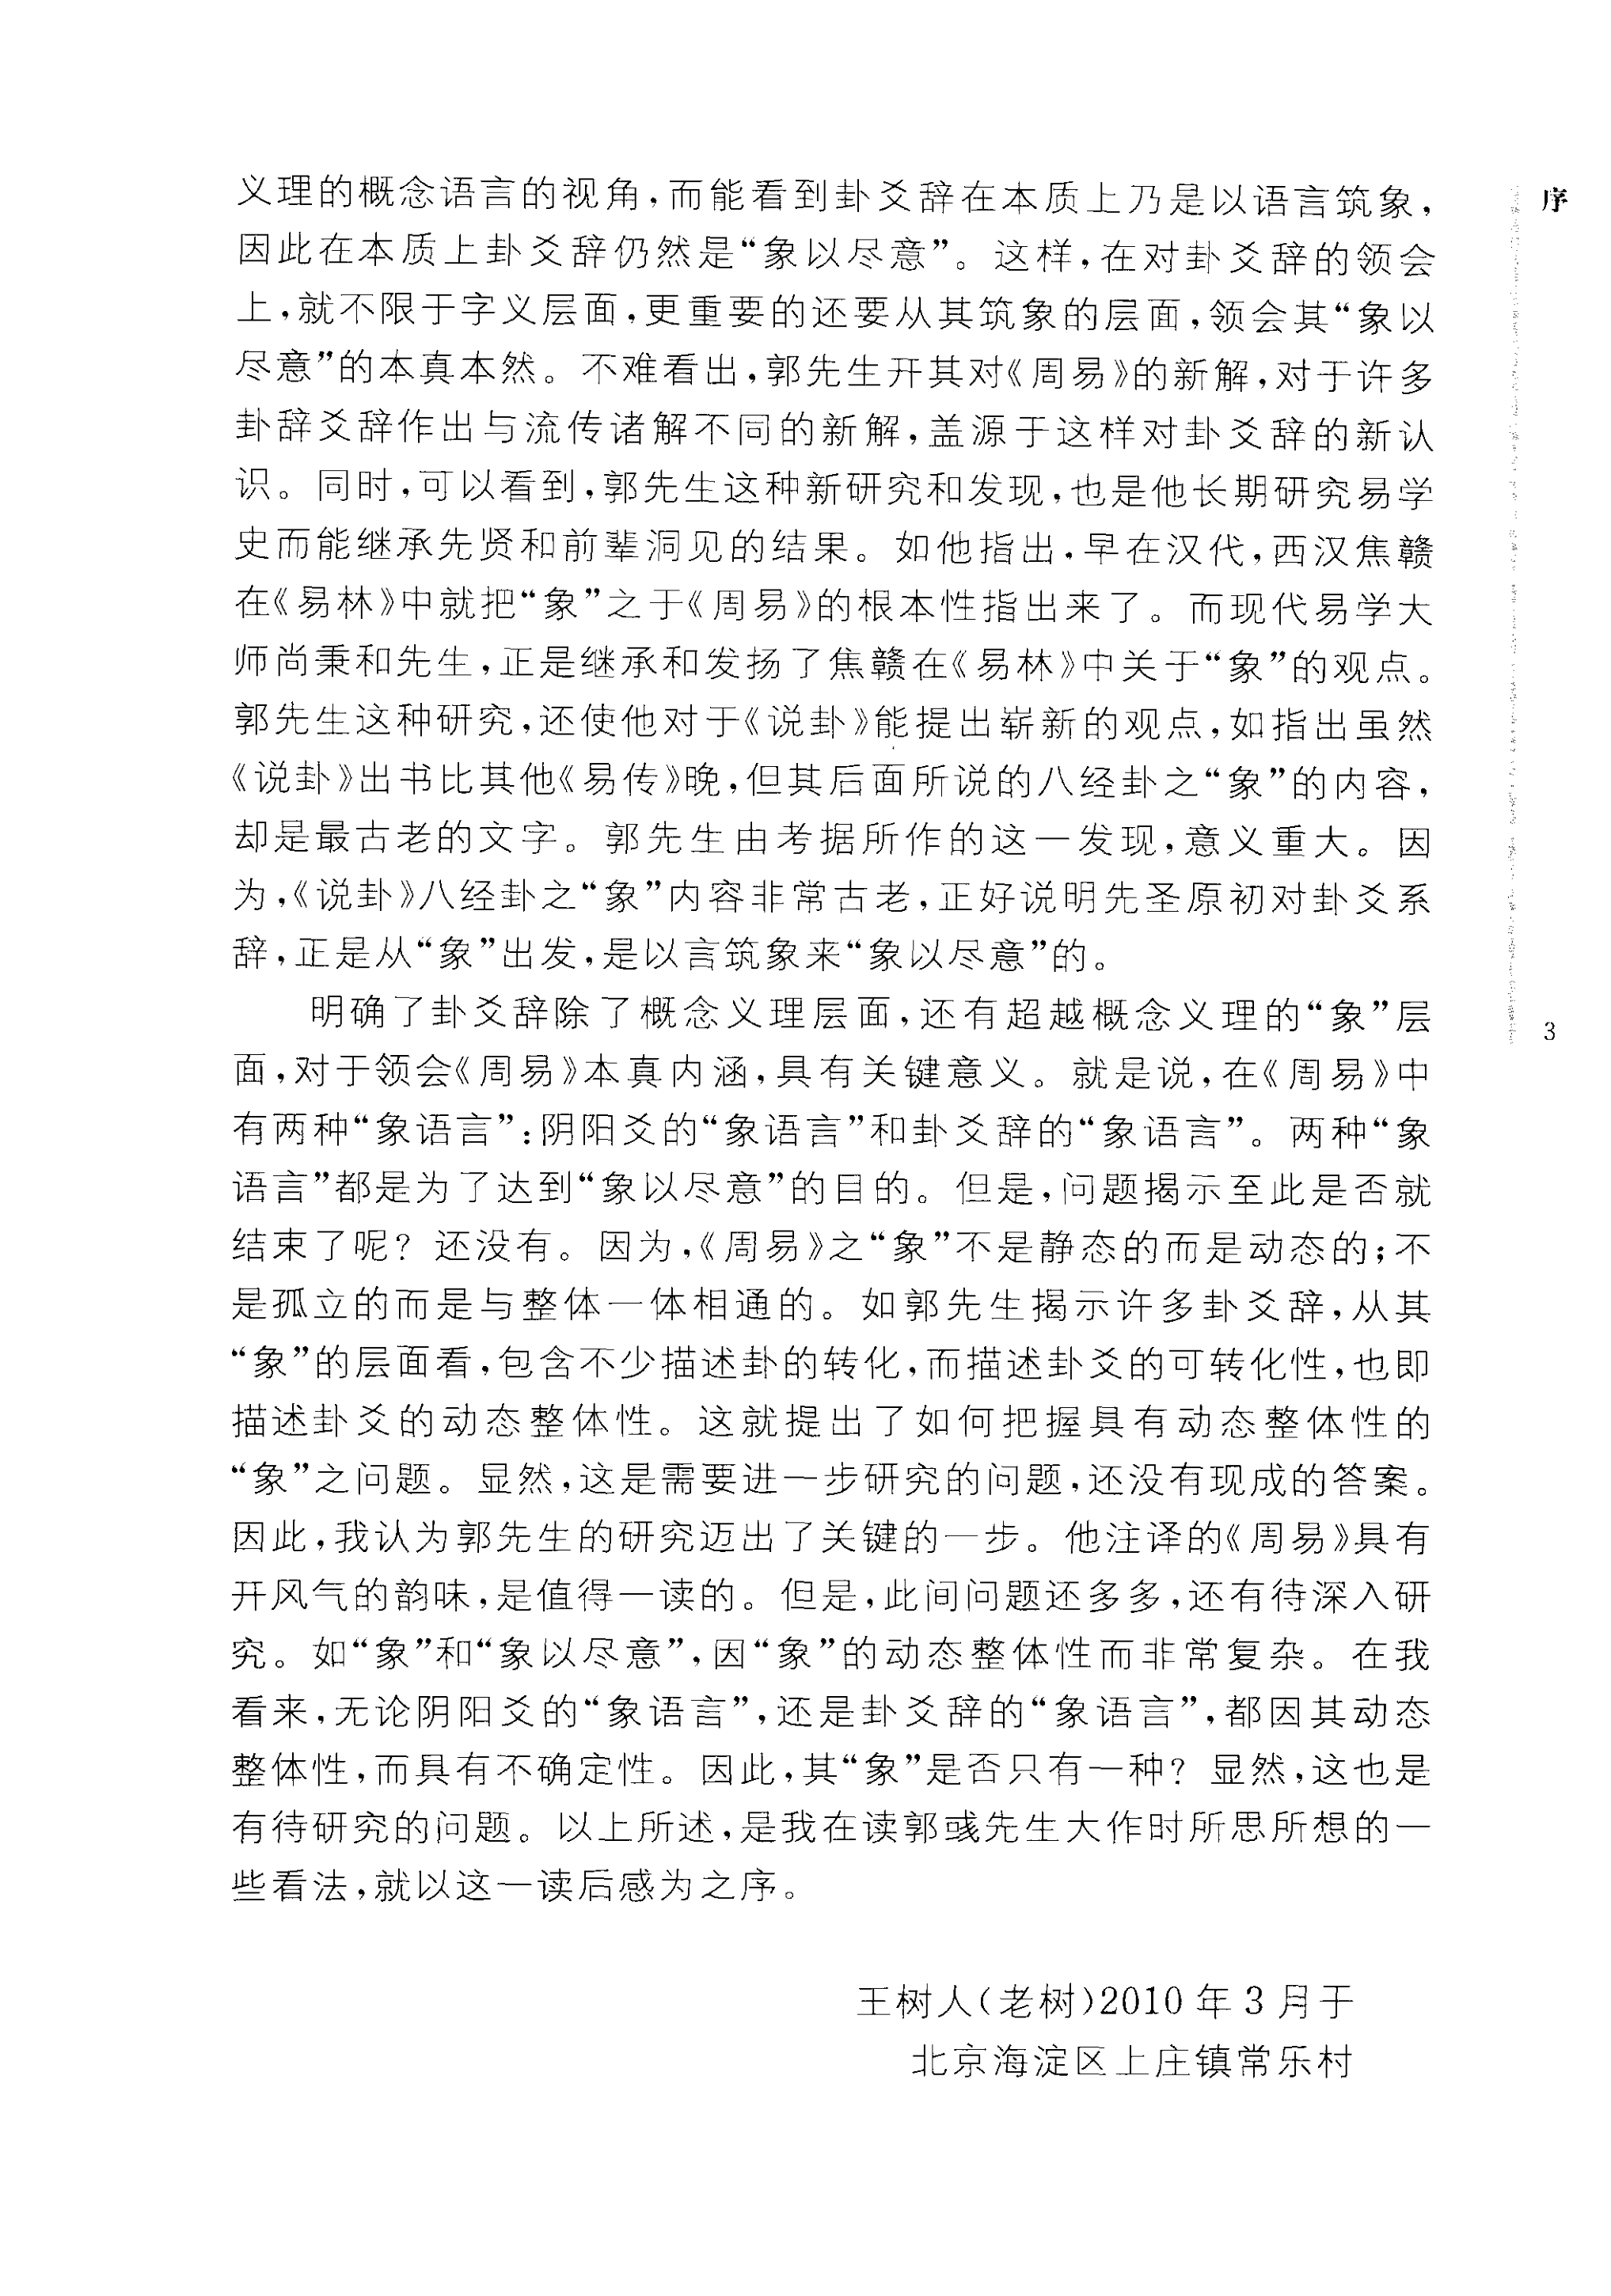 义理的概念语言的视角,而能看到卦爻辞在本质上乃是以语言筑象,
因此在本质上卦爻辞仍然是“象以尽意”。这样,在对卦爻辞的领会
上,就不限于字义层面,更重要的还要从其筑象的层面,领会其“象以
尽意”的本真本然。不难看出,郭先生开其对《周易》的新解,对于许多
卦辞爻辞作出与流传诸解不同的新解,盖源于这样对卦爻辞的新认
识。同时,可以看到,郭先生这种新研究和发现,也是他长期研究易学
史而能继承先贤和前辈洞见的结果。如他指出,早在汉代,西汉焦赣
在《易林》中就把“象”之于《周易》的根本性指出来了。而现代易学大
师尚秉和先生,正是继承和发扬了焦赣在《易林》中关于“象”的观点。
郭先生这种研究,还使他对于《说卦》能提出崭新的观点,如指出虽然
《说卦》出书比其他《易传》晚,但其后面所说的八经卦之“象”的内容,
却是最古老的文字。郭先生由考据所作的这一发现,意义重大。因
为,《说卦》八经卦之“象”内容非常古老,正好说明先圣原初对卦爻系
辞,正是从“象”出发,是以言筑象来“象以尽意”的。
明确了卦爻辞除了概念义理层面,还有超越概念义理的“象”层
面,对于领会《周易》本真内涵,具有关键意义。就是说,在《周易》中
有两种“象语言”:阴阳爻的“象语言”和卦爻辞的“象语言”。两种“象
语言”都是为了达到“象以尽意”的目的。但是,问题揭示至此是否就
结束了呢?还没有。因为,《周易》之“象”不是静态的而是动态的;不
是孤立的而是与整体一体相通的。如郭先生揭示许多卦爻辞,从其
“象”的层面看,包含不少描述卦的转化,而描述卦爻的可转化性,也即
描述卦爻的动态整体性。这就提出了如何把握具有动态整体性的
“象”之问题。显然,这是需要进一步研究的问题,还没有现成的答案。
因此,我认为郭先生的研究迈出了关键的一步。他注译的《周易》具有
开风气的韵味,是值得一读的。但是,此间问题还多多,还有待深入研
究。如“象”和“象以尽意”,因“象”的动态整体性而非常复杂。在我
看来,无论阴阳爻的“象语言”,还是卦爻辞的“象语言”,都因其动态
整体性,而具有不确定性。因此,其“象”是否只有一种?显然,这也是
有待研究的问题。以上所述,是我在读郭彧先生大作时所思所想的一
些看法,就以这一读后感为之序。
王树人(老树)2010年3月于
北京海淀区上庄镇常乐村
序
3